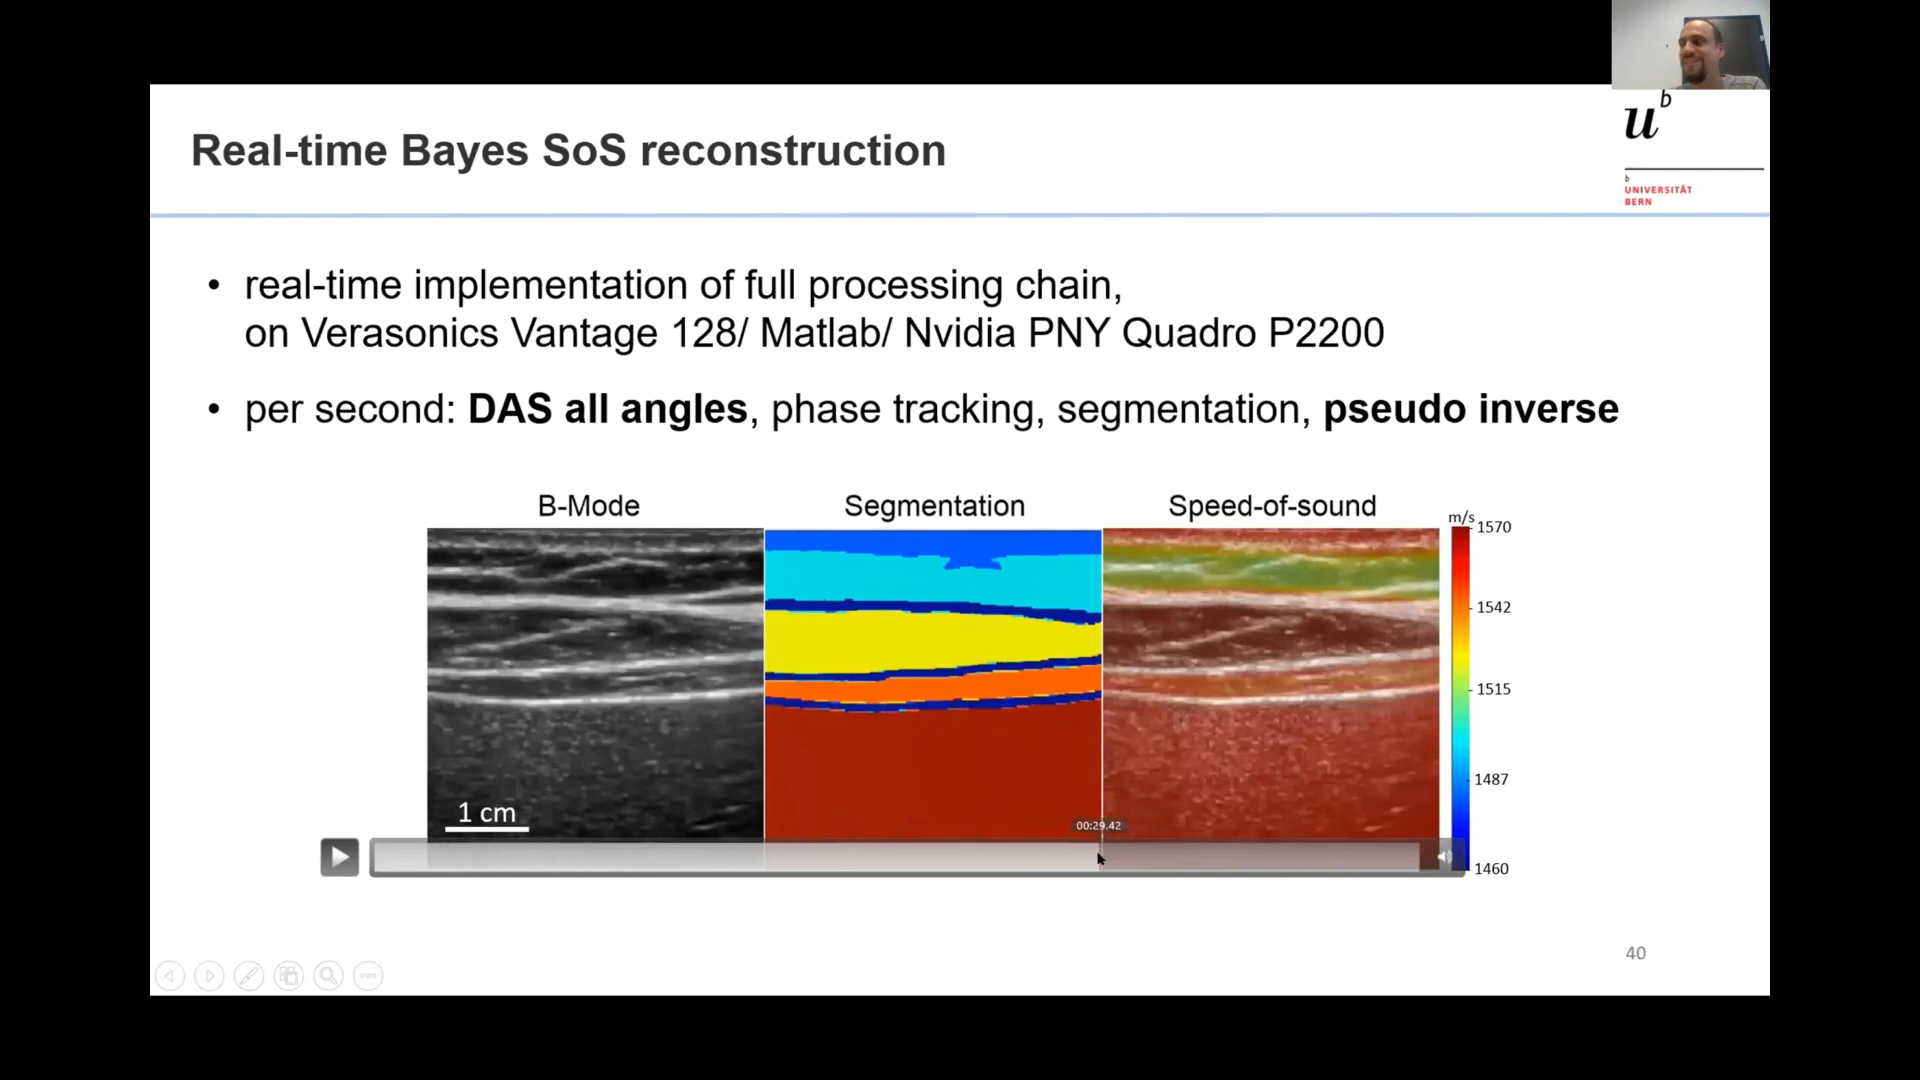 u b
Real-time Bayes SoS reconstruction
b
UNIVERSITÄT
BERN
• real-time implementation of full processing chain,
on Verasonics Vantage 128/ Matlab/ Nvidia PNY Quadro P2200
• per second: DAS all angles, phase tracking, segmentation, pseudo inverse
B-Mode Segmentation Speed-of-sound
m/s
1570
1542
1515
1487
1460
1 cm
00:29.42
40